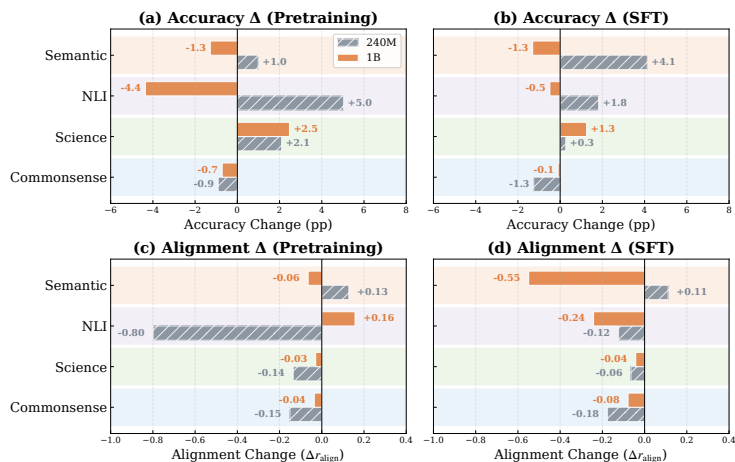 (a) Accuracy Δ (Pretraining)
Semantic
NLI
Science
Commonsense
-1.3
+1.0
-4.4
+5.0
+2.5
+2.1
-0.7
-0.9
240M
1B
−6 −4 −2 0 2 4 6 8
Accuracy Change (pp)
(b) Accuracy Δ (SFT)
-1.3
+4.1
-0.5
+1.8
+1.3
+0.3
-0.1
-1.3
−6 −4 −2 0 2 4 6 8
Accuracy Change (pp)
(c) Alignment Δ (Pretraining)
Semantic
NLI
Science
Commonsense
-0.06
+0.13
+0.16
-0.80
-0.03
-0.14
-0.04
-0.15
−1.0 −0.8 −0.6 −0.4 −0.2 0.0 0.2 0.4
Alignment Change (Δr_align)
(d) Alignment Δ (SFT)
-0.55
+0.11
-0.24
-0.12
-0.04
-0.06
-0.08
-0.18
−1.0 −0.8 −0.6 −0.4 −0.2 0.0 0.2 0.4
Alignment Change (Δr_align)